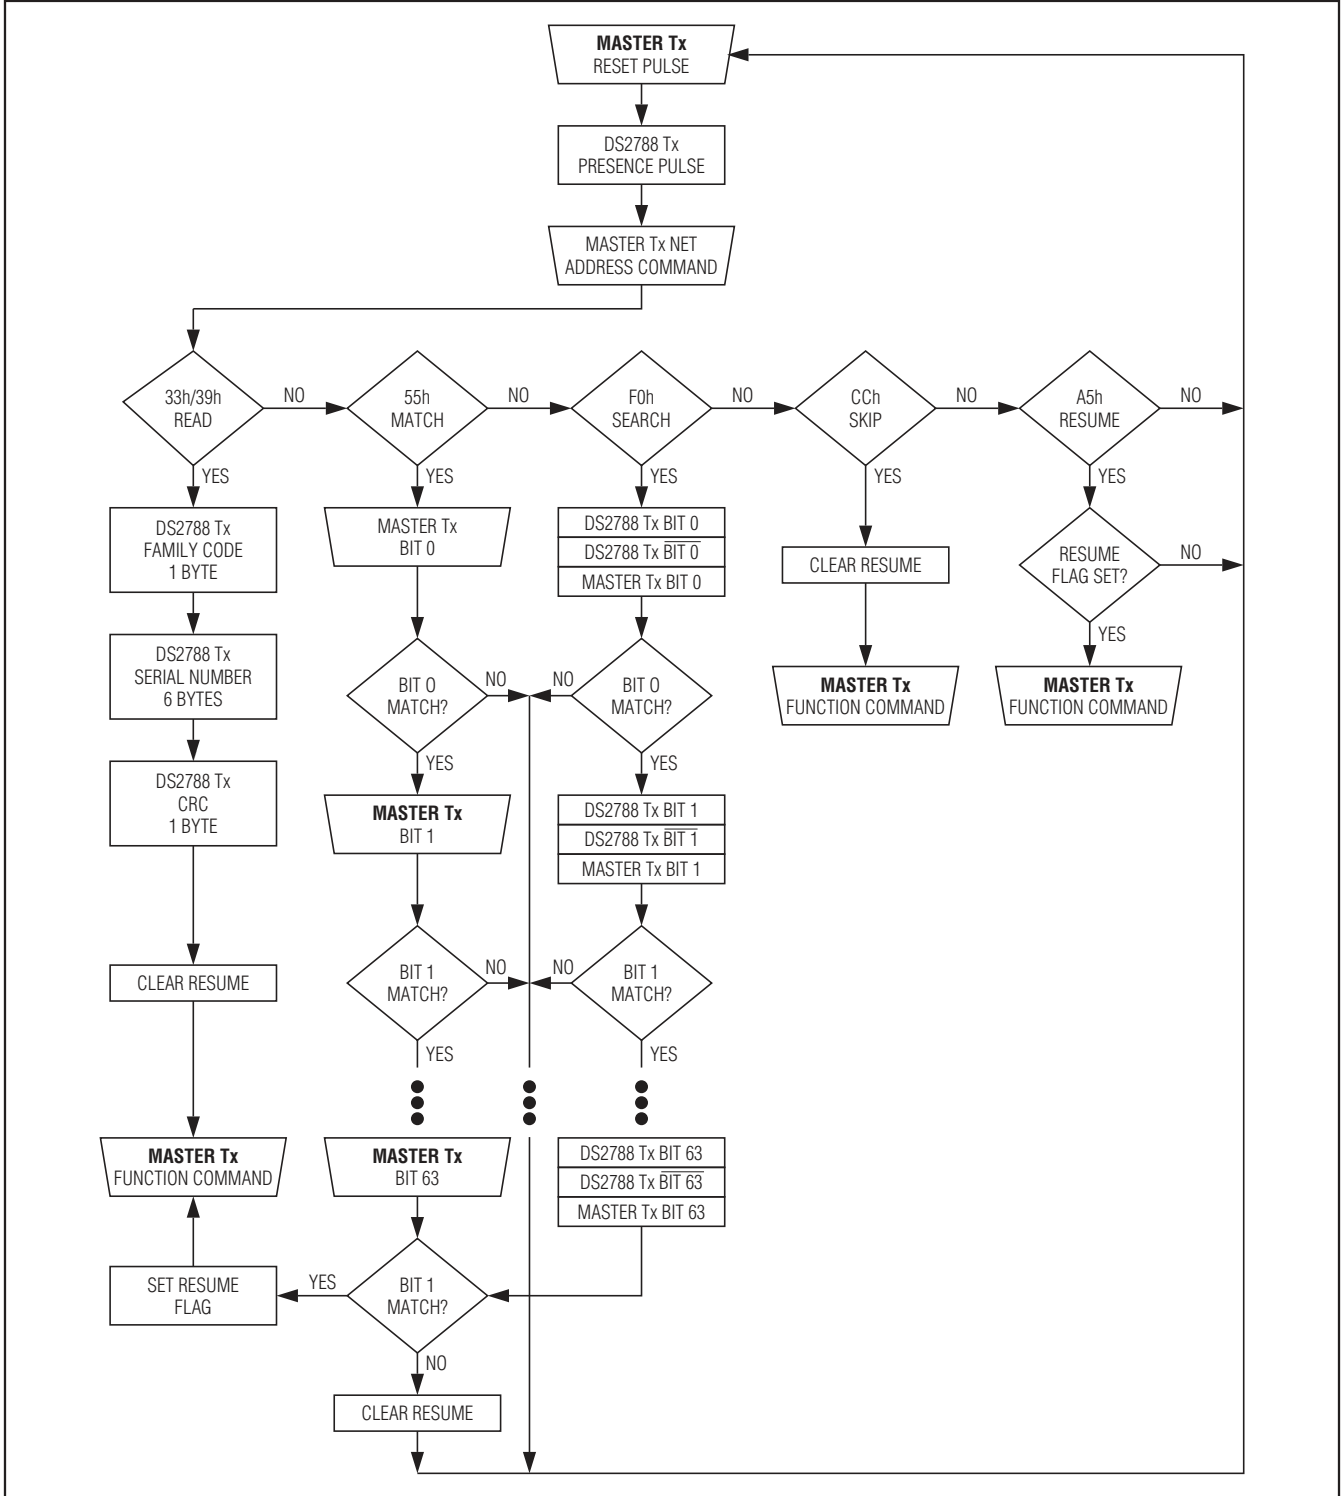 MASTER Tx
RESET PULSE
DS2788 Tx
PRESENCE PULSE
MASTER Tx NET
ADDRESS COMMAND
33h/39h
READ
NO
55h
MATCH
NO
F0h
SEARCH
NO
CCh
SKIP
NO
A5h
RESUME
NO
YES
YES
YES
YES
YES
DS2788 Tx
FAMILY CODE
1 BYTE
MASTER Tx
BIT 0
DS2788 Tx BIT 0
DS2788 Tx B̅I̅T̅ ̅0̅
MASTER Tx BIT 0
CLEAR RESUME
RESUME
FLAG SET?
NO
YES
DS2788 Tx
SERIAL NUMBER
6 BYTES
BIT 0
MATCH?
NO
NO
BIT 0
MATCH?
MASTER Tx
FUNCTION COMMAND
MASTER Tx
FUNCTION COMMAND
YES
YES
DS2788 Tx
CRC
1 BYTE
MASTER Tx
BIT 1
DS2788 Tx BIT 1
DS2788 Tx B̅I̅T̅ ̅1̅
MASTER Tx BIT 1
CLEAR RESUME
BIT 1
MATCH?
NO
NO
BIT 1
MATCH?
YES
YES
MASTER Tx
FUNCTION COMMAND
MASTER Tx
BIT 63
DS2788 Tx BIT 63
DS2788 Tx B̅I̅T̅ ̅6̅3̅
MASTER Tx BIT 63
SET RESUME
FLAG
YES
BIT 1
MATCH?
NO
CLEAR RESUME